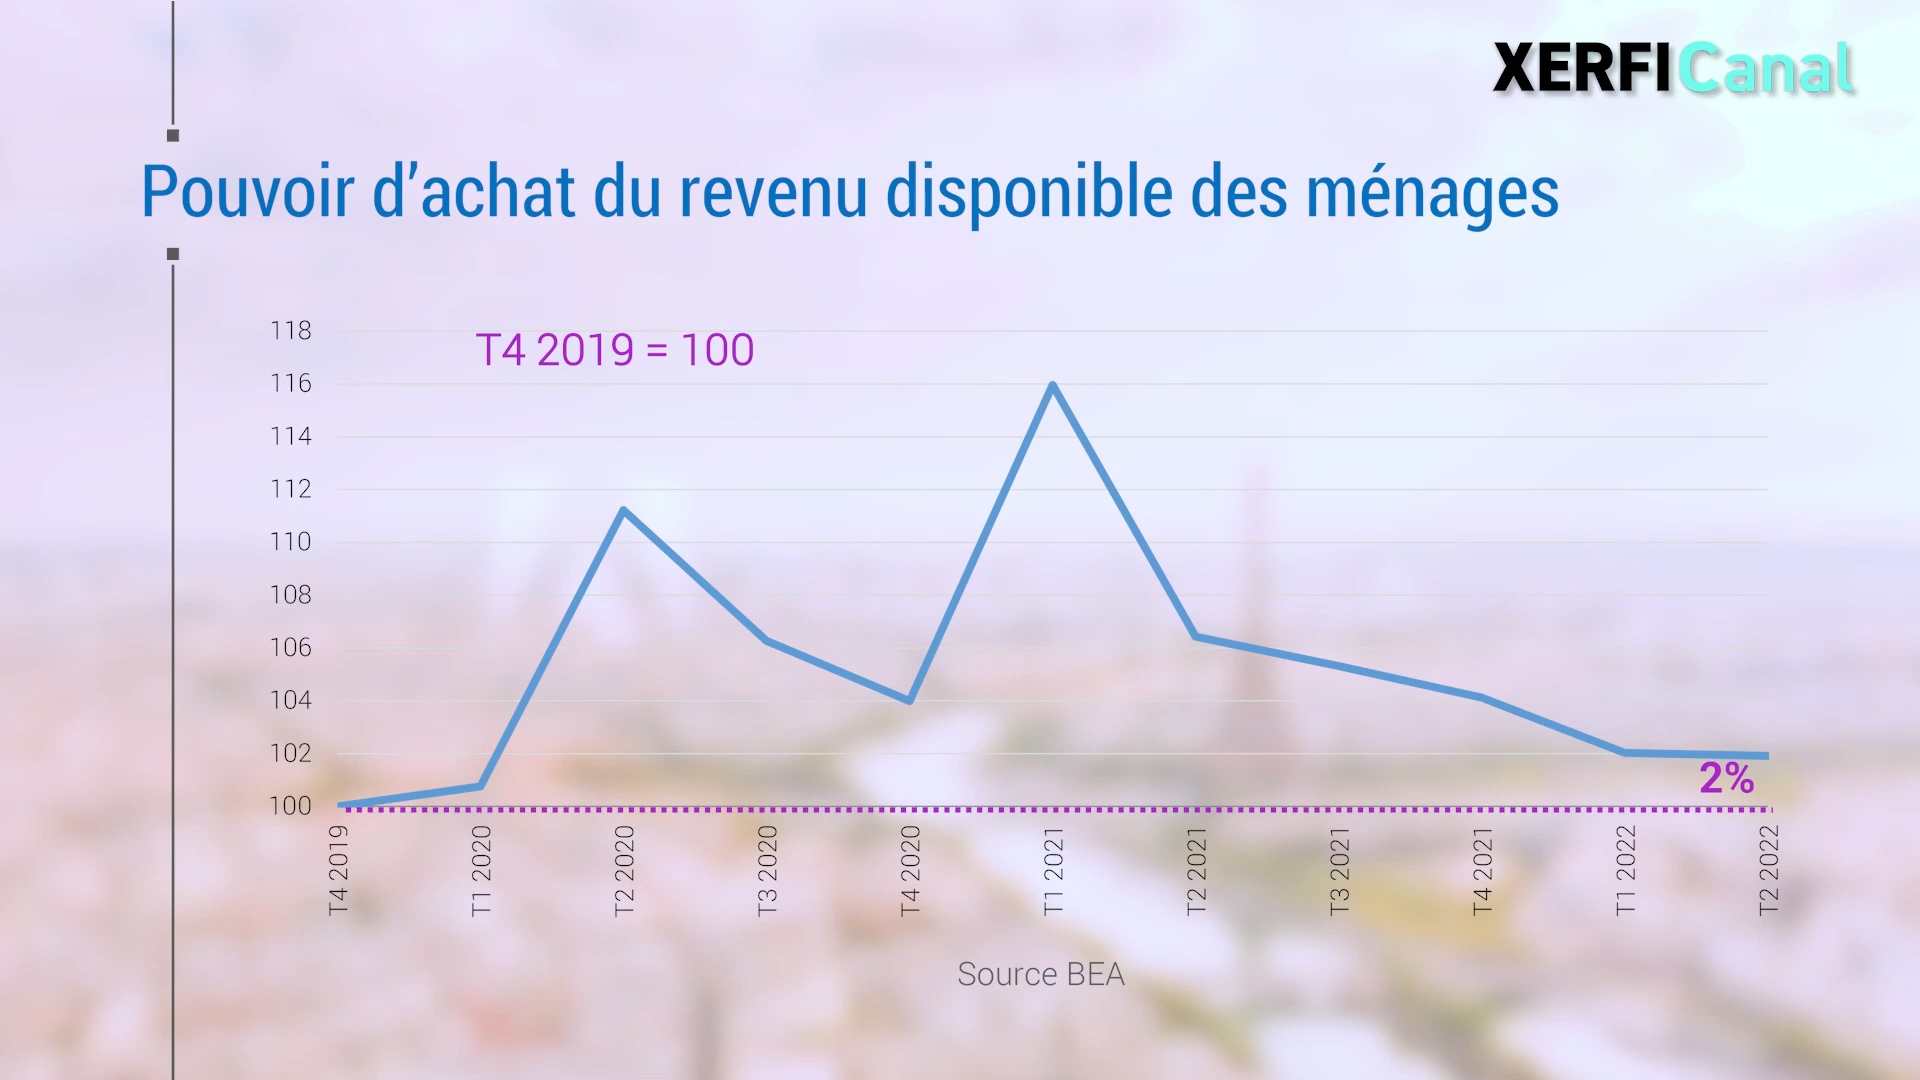 XERFI Canal
Pouvoir d’achat du revenu disponible des ménages
T4 2019 = 100
118
116
114
112
110
108
106
104
102
100
2%
T4 2019
T1 2020
T2 2020
T3 2020
T4 2020
T1 2021
T2 2021
T3 2021
T4 2021
T1 2022
T2 2022
Source BEA